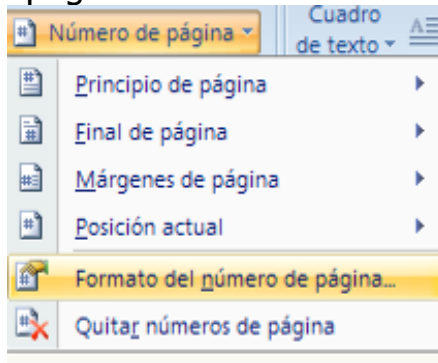 Número de página
Cuadro
de texto
Principio de página
Final de página
Márgenes de página
Posición actual
Formato del número de página...
Quitar números de página